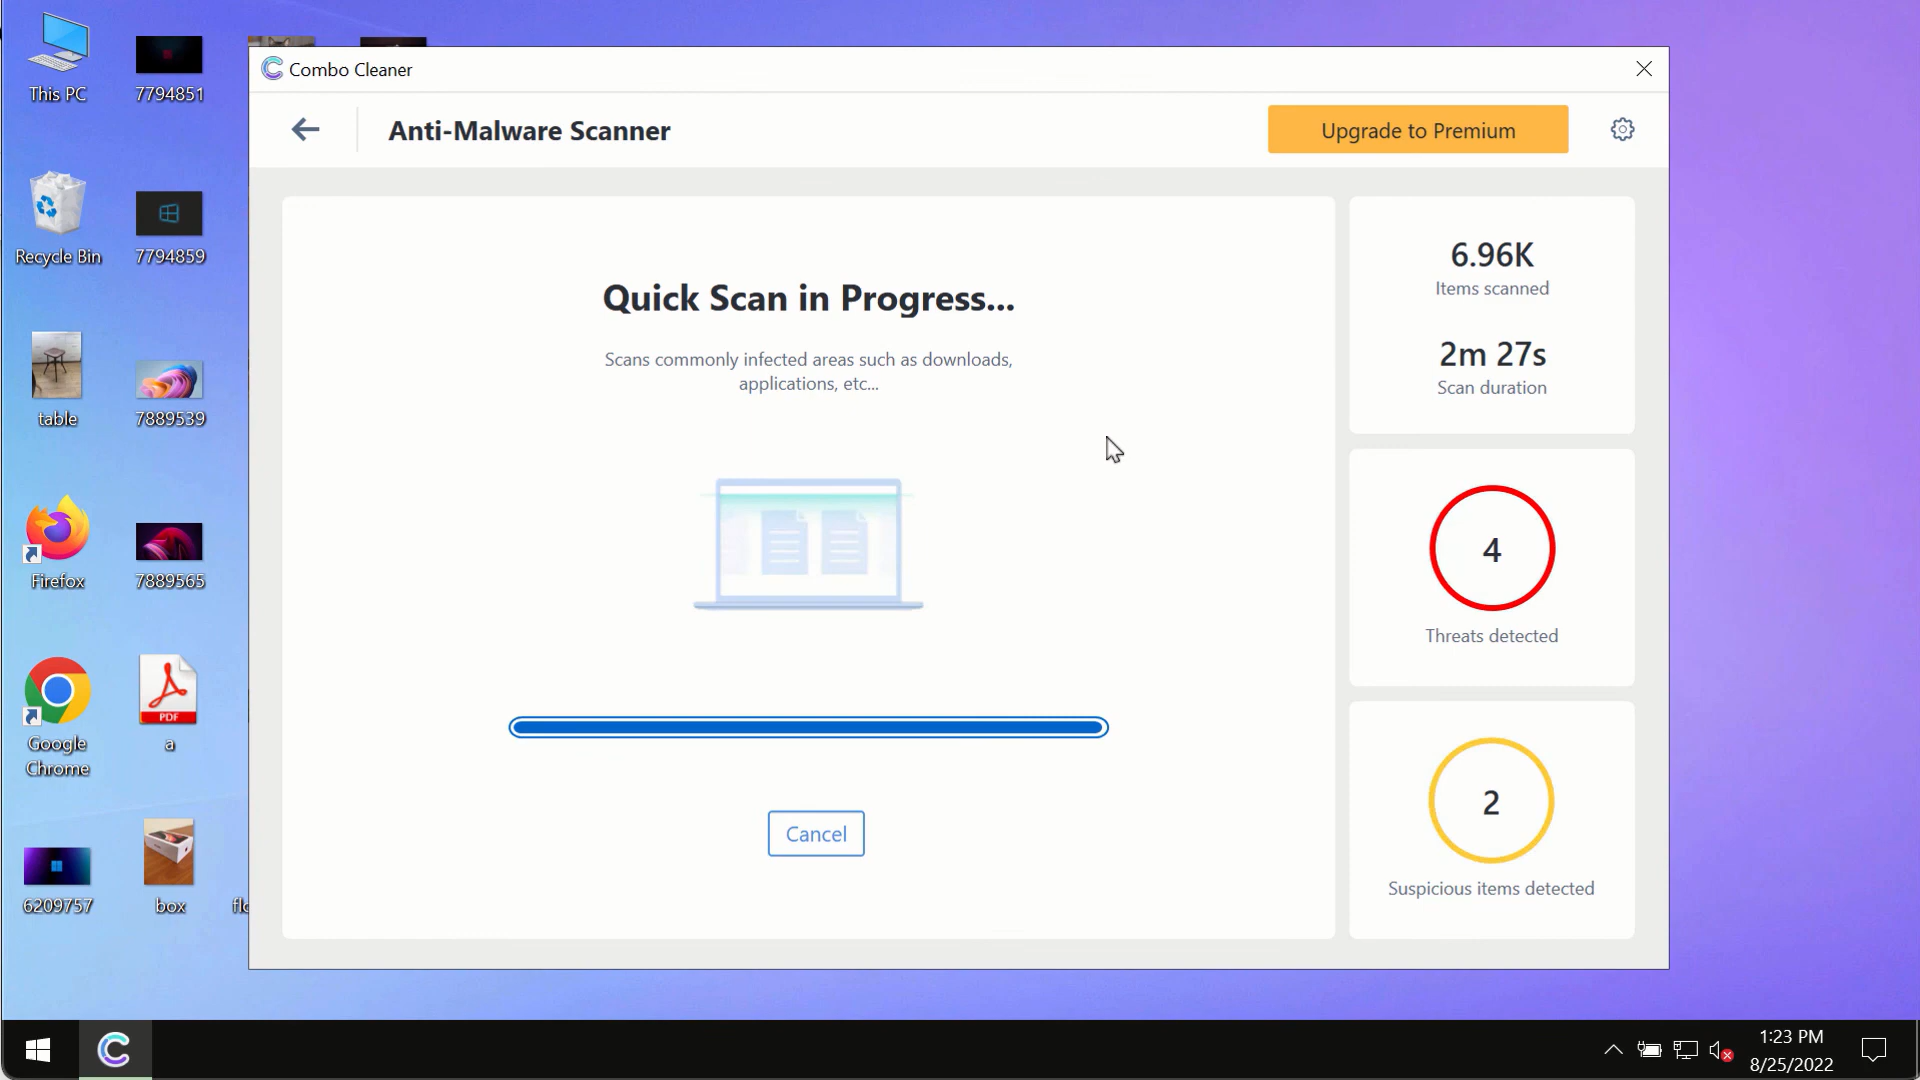 This PC
7794851
Recycle Bin
7794859
table
7889539
Firefox
7889565
Google
Chrome
PDF
a
6209757
box
Combo Cleaner
Anti-Malware Scanner
Upgrade to Premium
Quick Scan in Progress...
Scans commonly infected areas such as downloads,
applications, etc...
Cancel
6.96K
Items scanned
2m 27s
Scan duration
4
Threats detected
2
Suspicious items detected
1:23 PM
8/25/2022